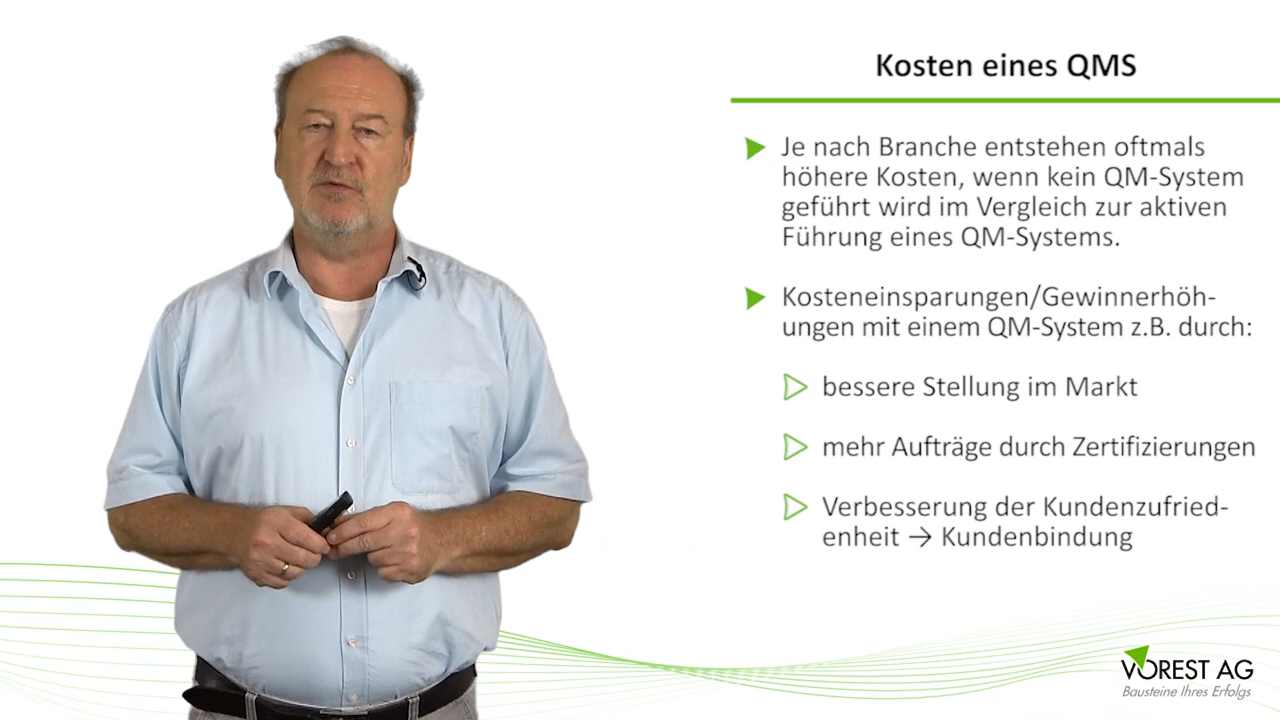 Kosten eines QMS
Je nach Branche entstehen oftmals
höhere Kosten, wenn kein QM-System
geführt wird im Vergleich zur aktiven
Führung eines QM-Systems.
Kosteneinsparungen/Gewinnerhöh-
ungen mit einem QM-System z.B. durch:
bessere Stellung im Markt
mehr Aufträge durch Zertifizierungen
Verbesserung der Kundenzufried-
enheit → Kundenbindung
VOREST AG
Bausteine Ihres Erfolgs